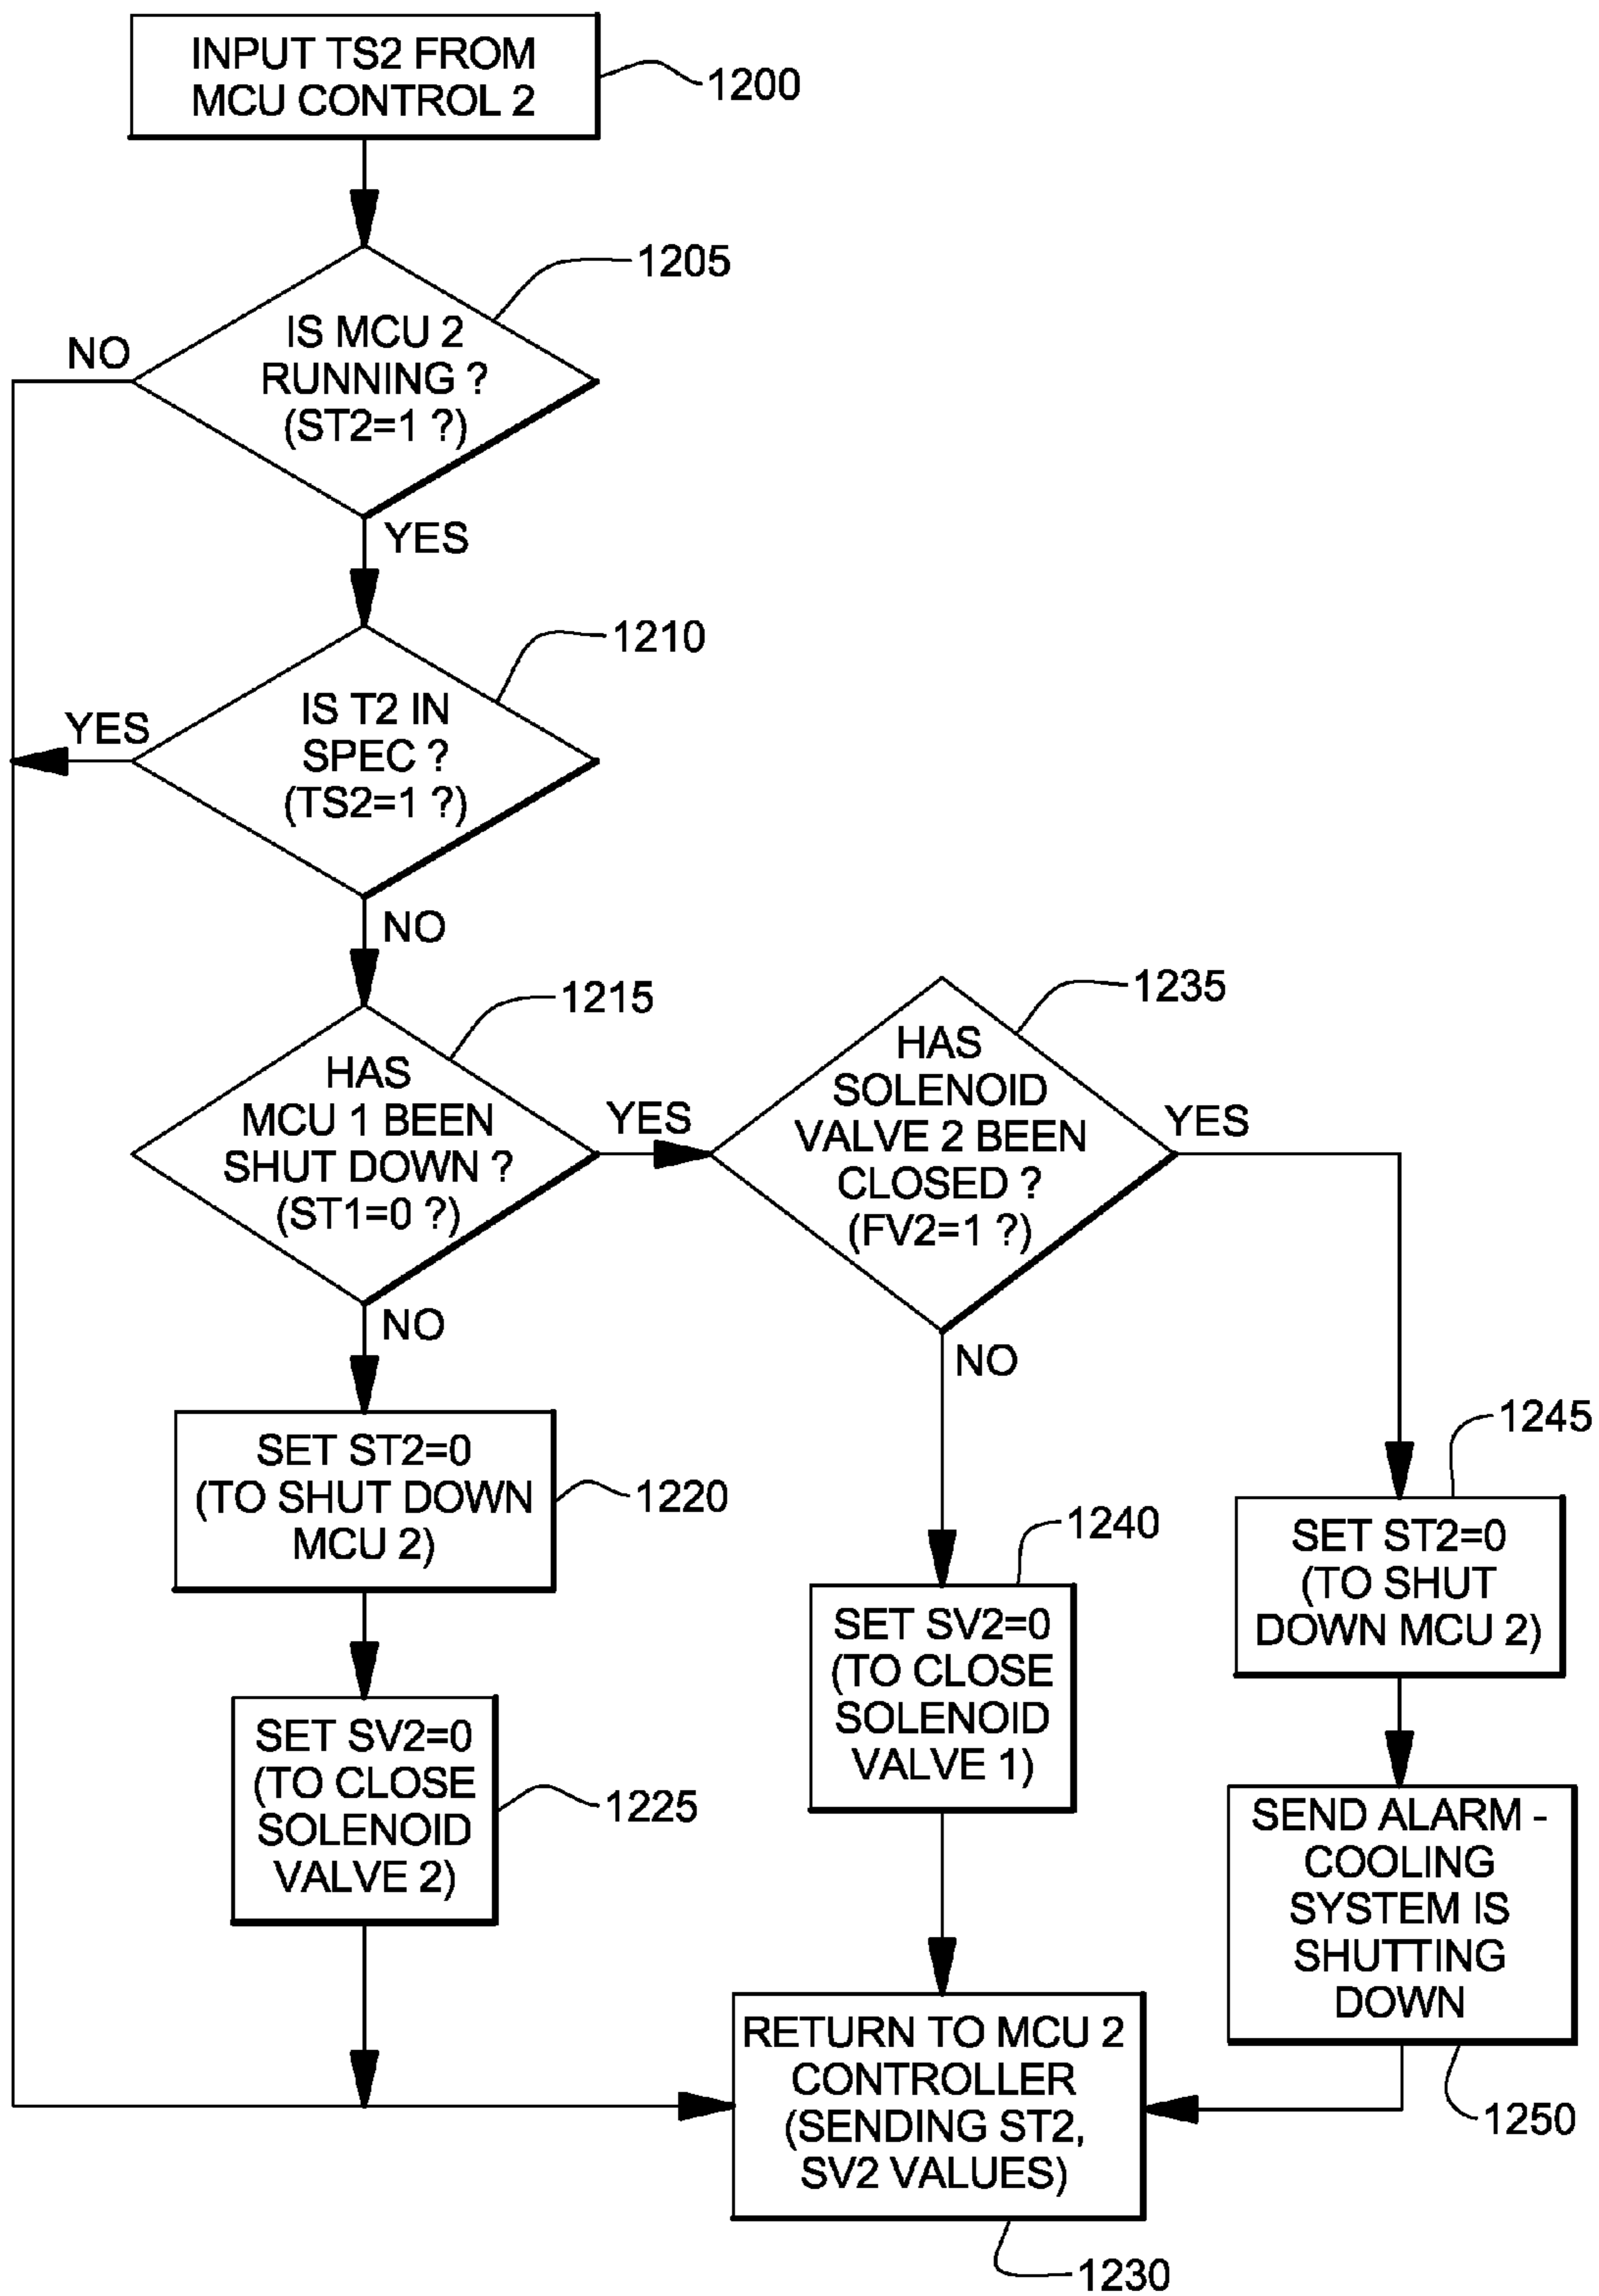 INPUT TS2 FROM
MCU CONTROL 2
1200
1205
IS MCU 2
RUNNING ?
(ST2=1 ?)
NO
YES
1210
IS T2 IN
SPEC ?
(TS2=1 ?)
YES
NO
1215
HAS
MCU 1 BEEN
SHUT DOWN ?
(ST1=0 ?)
YES
NO
1235
HAS
SOLENOID
VALVE 2 BEEN
CLOSED ?
(FV2=1 ?)
YES
NO
SET ST2=0
(TO SHUT DOWN
MCU 2)
1220
SET SV2=0
(TO CLOSE
SOLENOID
VALVE 2)
1225
1240
SET SV2=0
(TO CLOSE
SOLENOID
VALVE 1)
1245
SET ST2=0
(TO SHUT
DOWN MCU 2)
SEND ALARM -
COOLING
SYSTEM IS
SHUTTING
DOWN
1250
RETURN TO MCU 2
CONTROLLER
(SENDING ST2,
SV2 VALUES)
1230